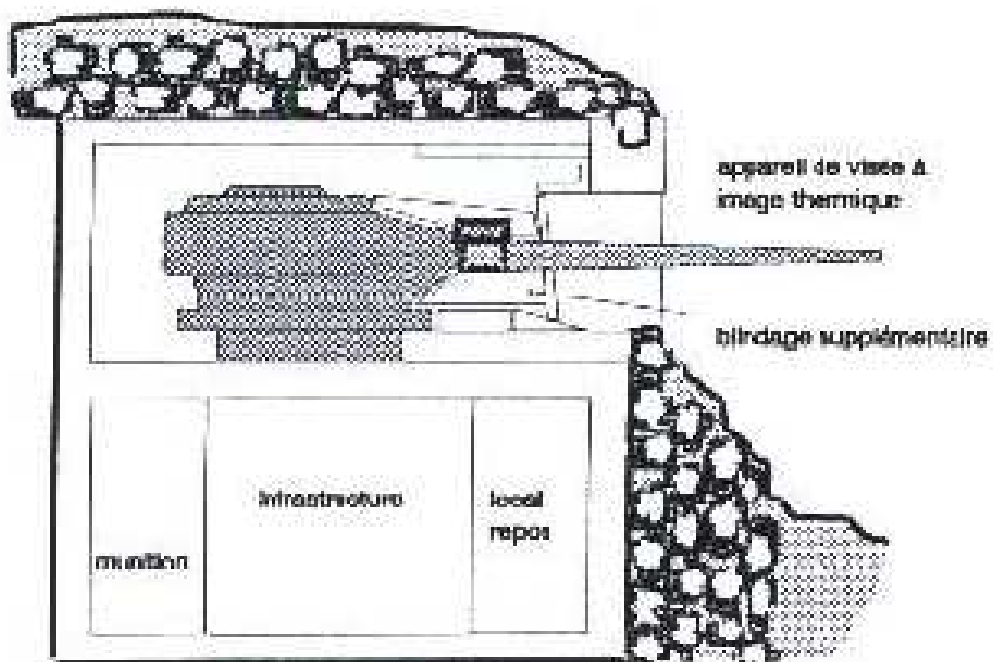 appareil de visée à
image thermique
blindage supplémentaire
infrastructure
local
repos
munition